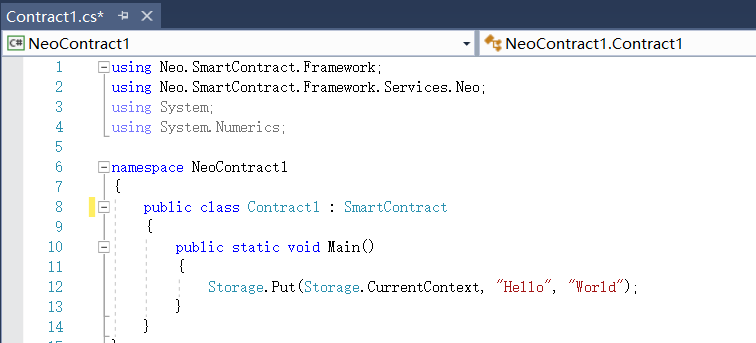 Contract1.cs*
C# NeoContract1 NeoContract1.Contract1
1 using Neo.SmartContract.Framework;
2 using Neo.SmartContract.Framework.Services.Neo;
3 using System;
4 using System.Numerics;
5
6 namespace NeoContract1
7 {
8 public class Contract1 : SmartContract
9 {
10 public static void Main()
11 {
12 Storage.Put(Storage.CurrentContext, "Hello", "World");
13 }
14 }